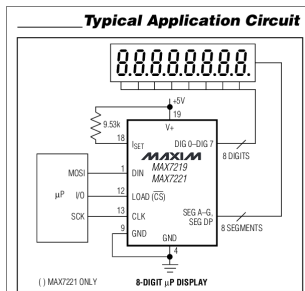 Typical Application Circuit
8.8.8.8.8.8.8.8.
+5V
9.53k
19
V+
18
ISET
DIG 0–DIG 7
8 DIGITS
MAXIM
MAX7219
MAX7221
µP
MOSI
1
DIN
I/O
12
LOAD (CS)
SCK
13
CLK
SEG A–G,
SEG DP
8 SEGMENTS
9
GND
GND
4
( ) MAX7221 ONLY
8-DIGIT µP DISPLAY